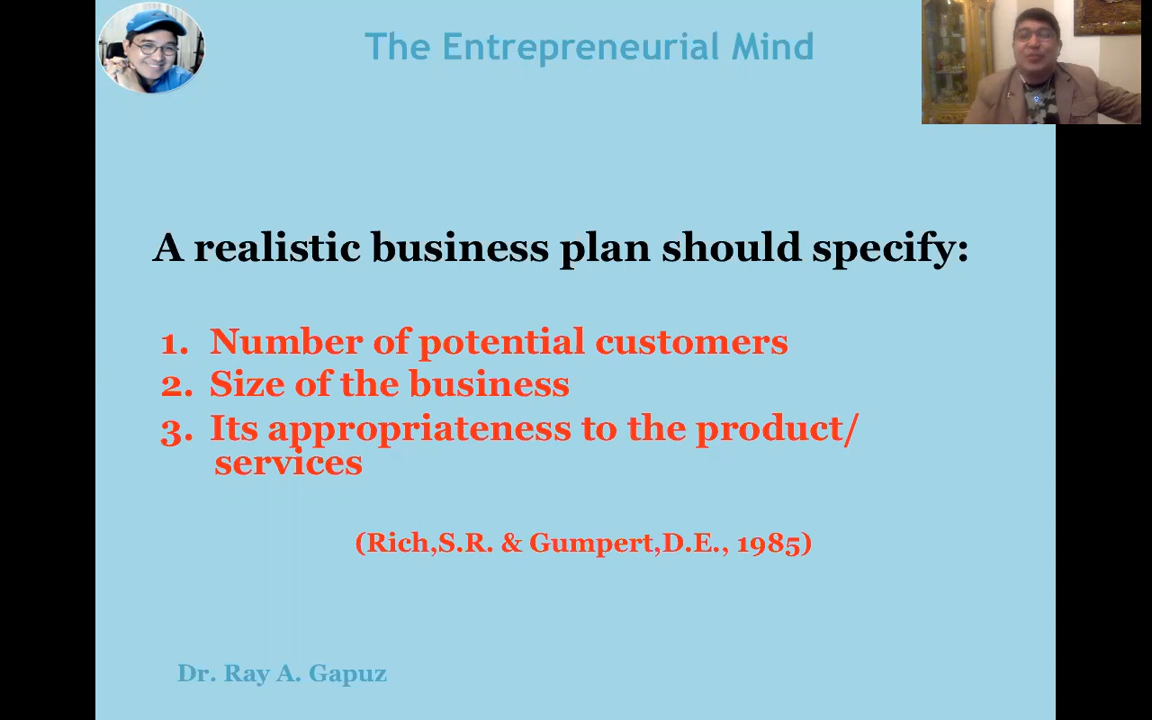 The Entrepreneurial Mind
A realistic business plan should specify:
1. Number of potential customers
2. Size of the business
3. Its appropriateness to the product/
services
(Rich,S.R. & Gumpert,D.E., 1985)
Dr. Ray A. Gapuz